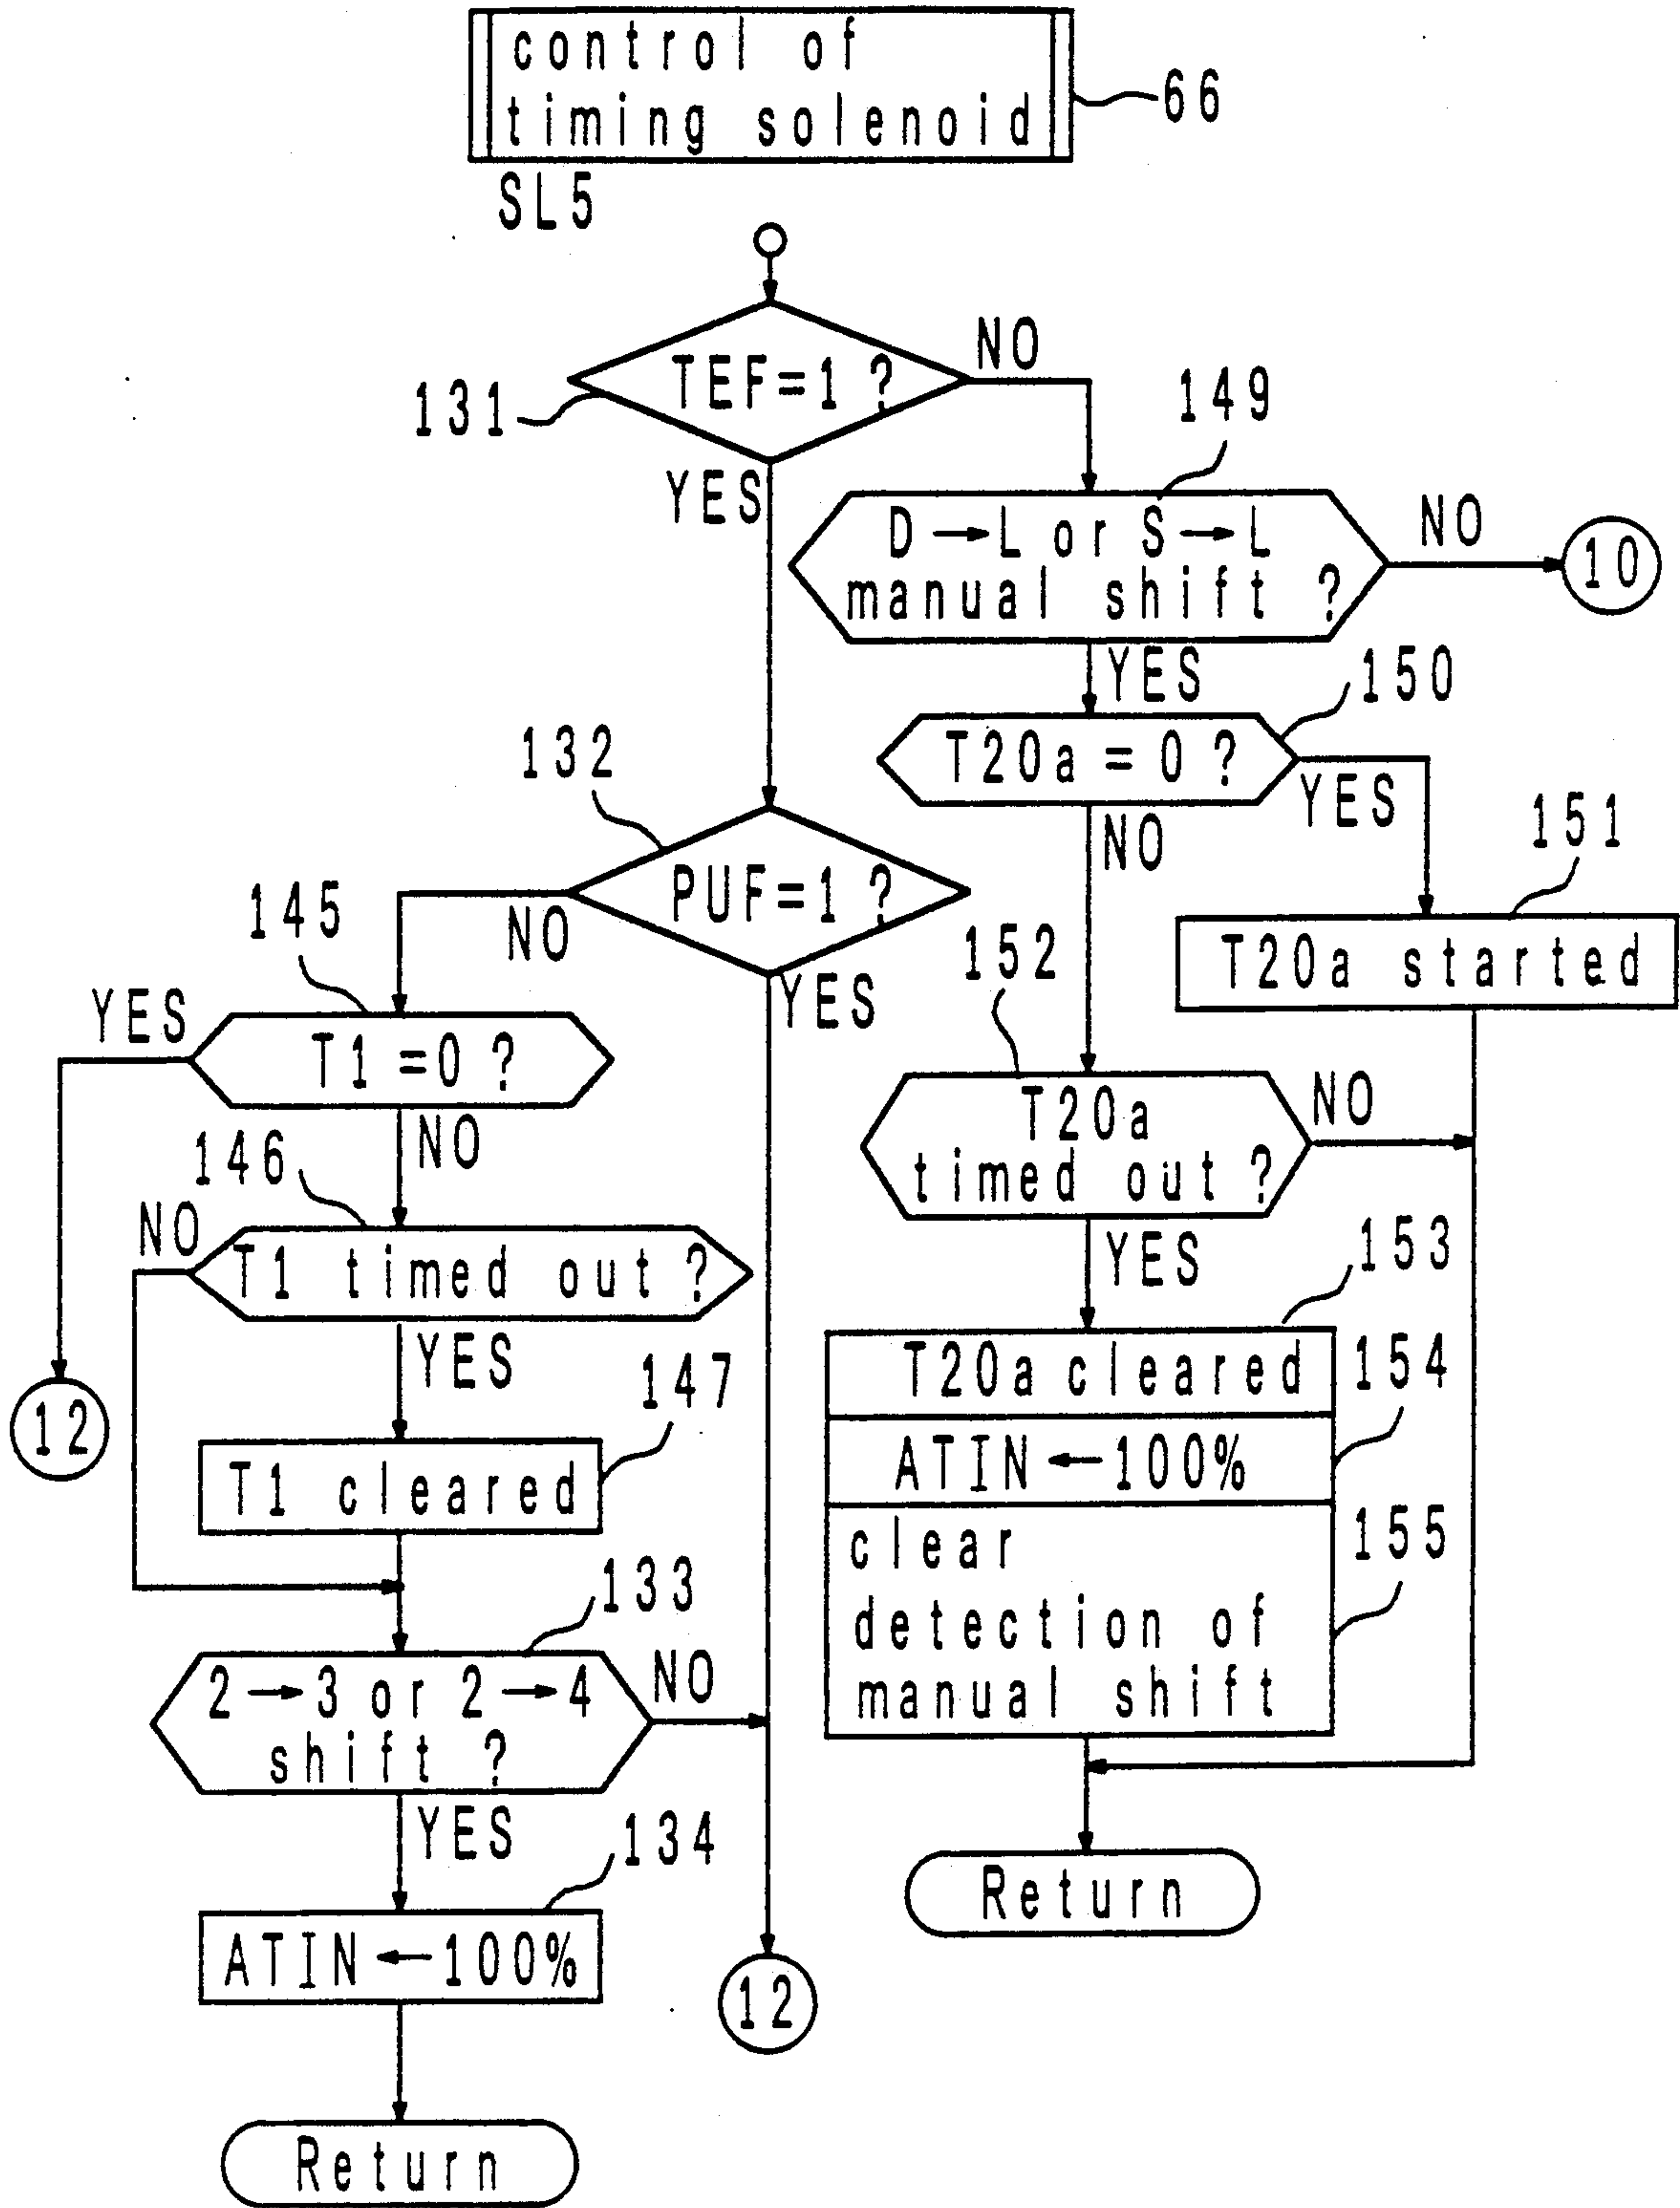 control of
timing solenoid
66
SL5
TEF=1 ?
131
NO
YES
149
D→L or S→L
manual shift ?
NO
10
YES
150
T20a = 0 ?
YES
NO
151
T20a started
132
PUF=1 ?
NO
YES
145
T1 =0 ?
YES
NO
152
T20a
timed out ?
NO
YES
146
T1 timed out ?
NO
YES
12
147
T1 cleared
153
T20a cleared
154
ATIN ← 100%
155
clear
detection of
manual shift
133
2→3 or 2→4
shift ?
NO
YES
134
ATIN ← 100%
12
Return
Return